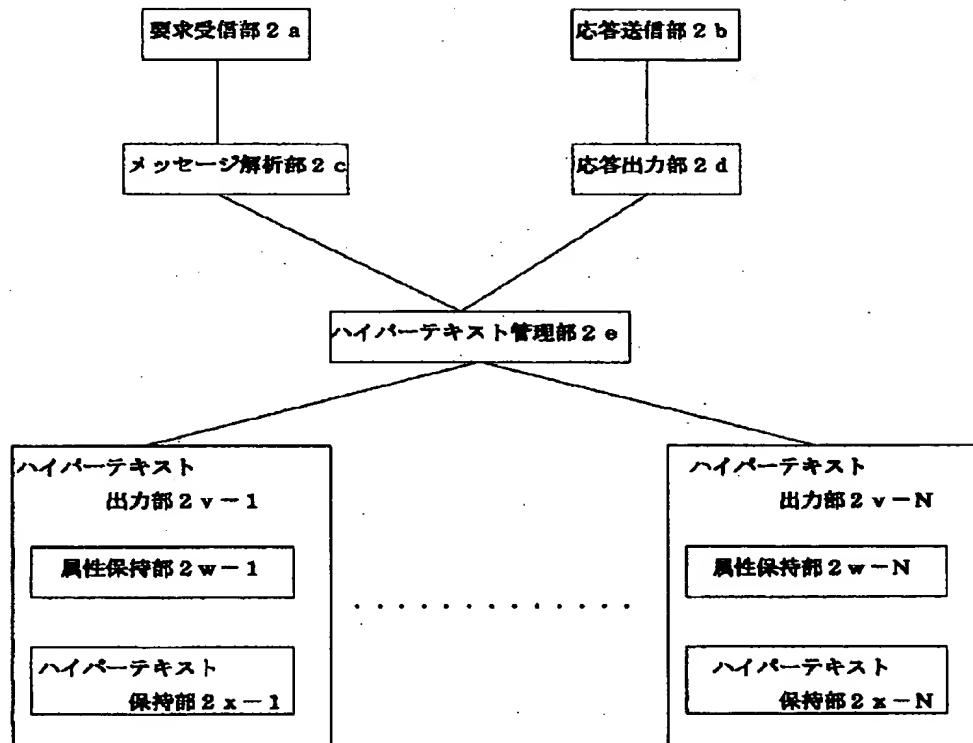 要求受信部2a
応答送信部2b
メッセージ解析部2c
応答出力部2d
ハイパーテキスト管理部2e
ハイパーテキスト
出力部2v-1
属性保持部2w-1
ハイパーテキスト
保持部2x-1
ハイパーテキスト
出力部2v-N
属性保持部2w-N
ハイパーテキスト
保持部2x-N